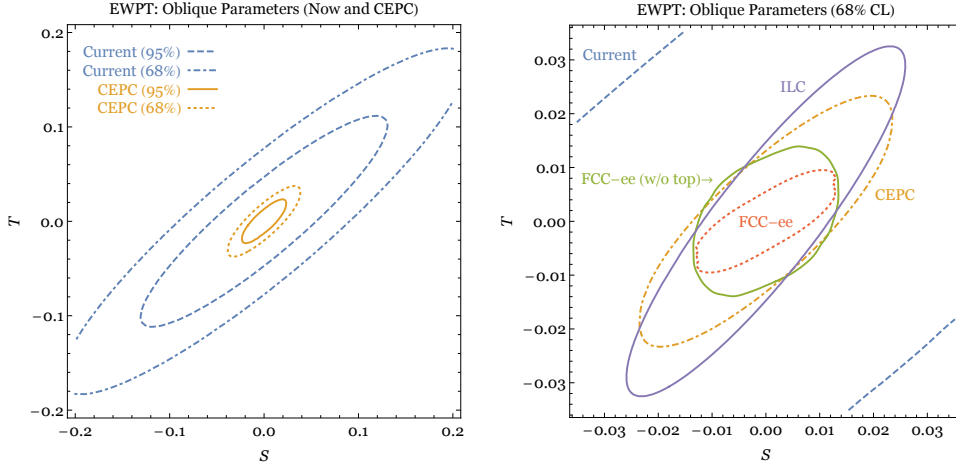 EWPT: Oblique Parameters (Now and CEPC)
0.2
0.1
0.0
−0.1
−0.2
T
Current (95%)
Current (68%)
CEPC (95%)
CEPC (68%)
−0.2
−0.1
0.0
0.1
0.2
S
EWPT: Oblique Parameters (68% CL)
0.03
0.02
0.01
0.00
−0.01
−0.02
−0.03
T
Current
ILC
FCC−ee (w/o top)→
CEPC
FCC−ee
−0.03
−0.02
−0.01
0.00
0.01
0.02
0.03
S